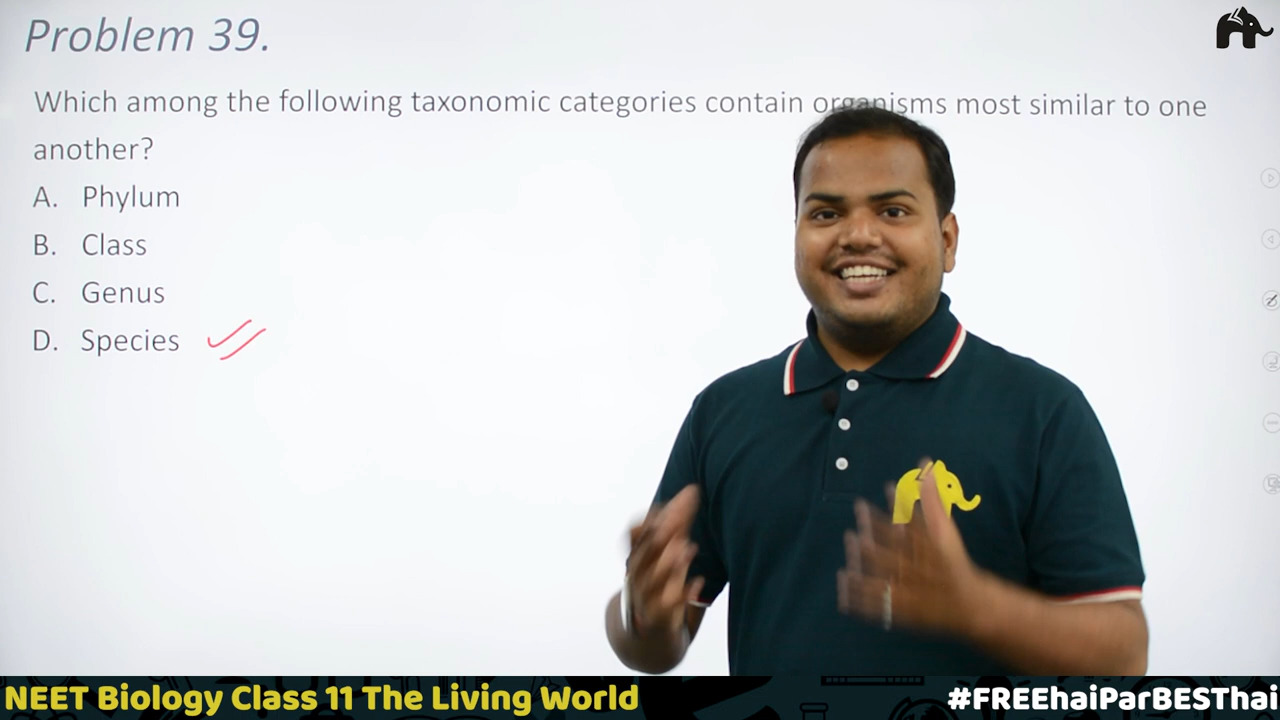 Problem 39.
Which among the following taxonomic categories contain organisms most similar to one
another?
A. Phylum
B. Class
C. Genus
D. Species
NEET Biology Class 11 The Living World
#FREEhaiParBESThai